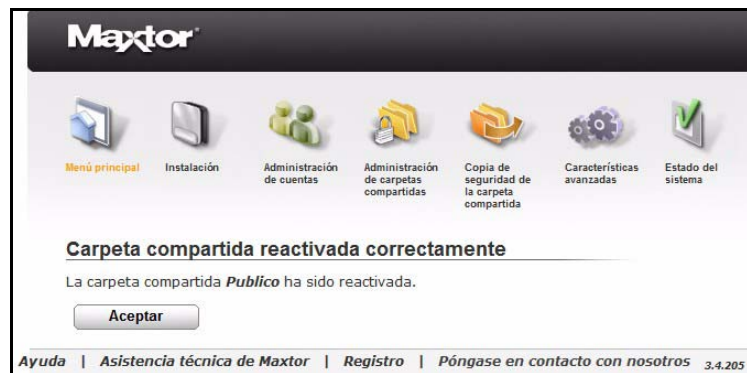 Maxtor
Menú principal
Instalación
Administración
de cuentas
Administración
de carpetas
compartidas
Copia de
seguridad de
la carpeta
compartida
Características
avanzadas
Estado del
sistema
Carpeta compartida reactivada correctamente
La carpeta compartida Publico ha sido reactivada.
Aceptar
Ayuda | Asistencia técnica de Maxtor | Registro | Póngase en contacto con nosotros 3.4.205